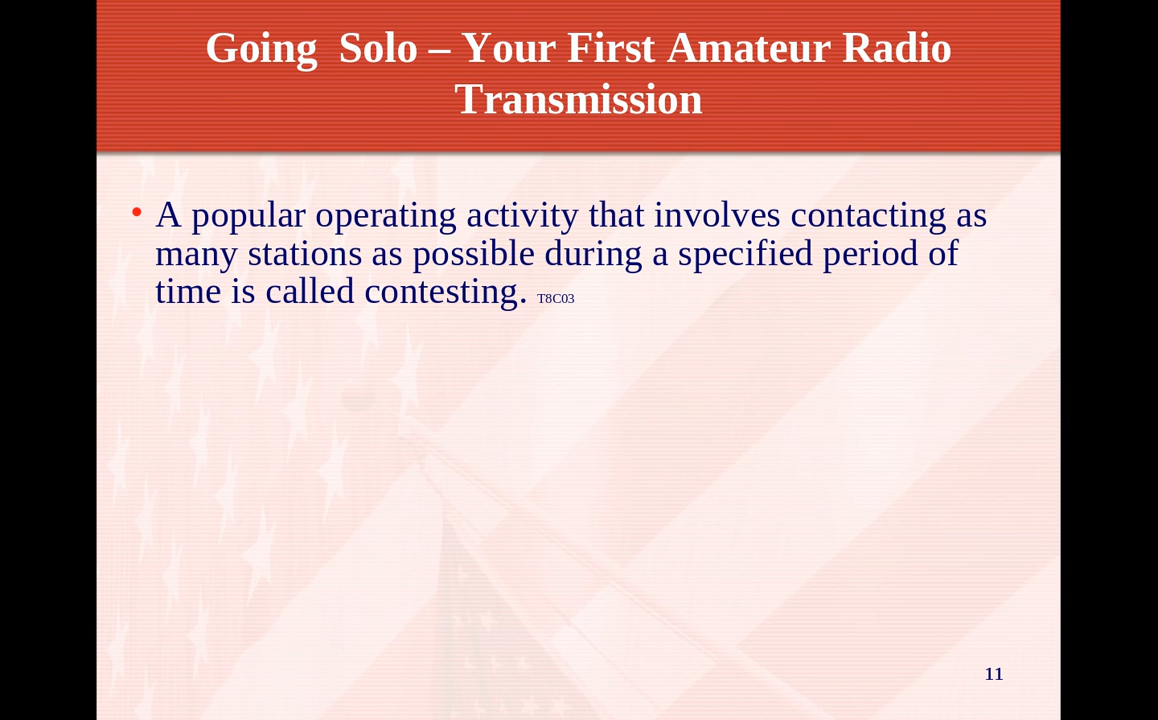 Going  Solo – Your First Amateur Radio
Transmission
• A popular operating activity that involves contacting as
many stations as possible during a specified period of
time is called contesting. T8C03
11